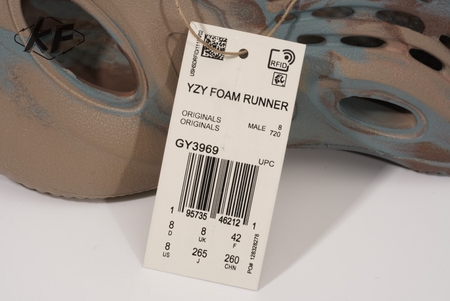 KF
RFID
YZY FOAM RUNNER
ORIGINALS
ORIGINALS
MALE 8
720
GY3969
UPC
1 95735 46212 1
8 8 42
D UK F
8 265 260
US J CHN